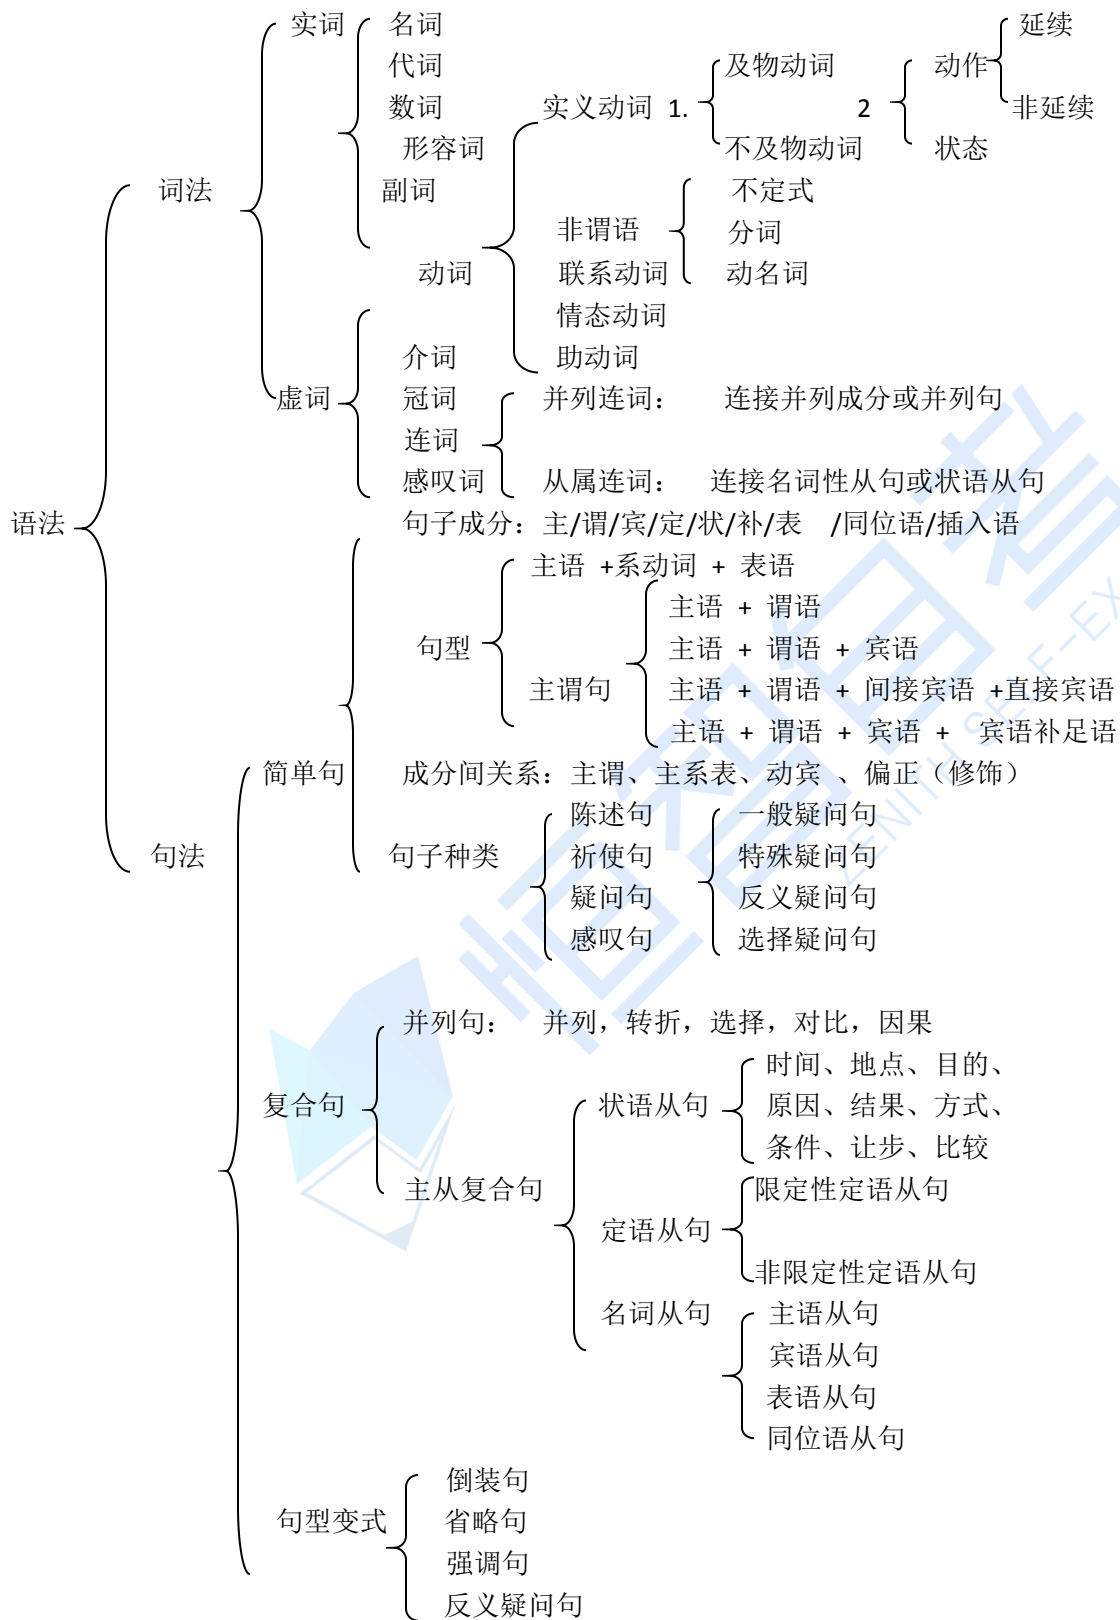 实词 名词 延续
代词 及物动词 动作
数词 实义动词 1. 2 非延续
形容词 不及物动词 状态
词法 副词 不定式
非谓语 分词
动词 联系动词 动名词
情态动词
介词 助动词
虚词 冠词 并列连词： 连接并列成分或并列句
连词
感叹词 从属连词： 连接名词性从句或状语从句
语法 句子成分：主/谓/宾/定/状/补/表 /同位语/插入语
主语 +系动词 + 表语
主语 + 谓语
句型 主语 + 谓语 + 宾语
主谓句 主语 + 谓语 + 间接宾语 +直接宾语
主语 + 谓语 + 宾语 + 宾语补足语
简单句 成分间关系：主谓、主系表、动宾 、偏正（修饰）
陈述句 一般疑问句
句法 句子种类 祈使句 特殊疑问句
疑问句 反义疑问句
感叹句 选择疑问句
并列句： 并列，转折，选择，对比，因果
时间、地点、目的、
复合句 状语从句 原因、结果、方式、
条件、让步、比较
主从复合句 限定性定语从句
定语从句
非限定性定语从句
名词从句 主语从句
宾语从句
表语从句
同位语从句
倒装句
句型变式 省略句
强调句
反义疑问句
恒智自考
ZENITH SELF-EX